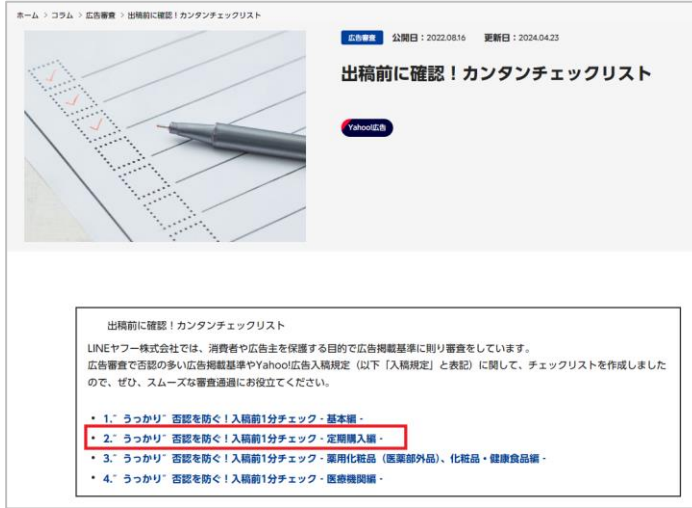 ホーム > コラム > 広告審査 > 出稿前に確認！カンタンチェックリスト
広告審査 公開日：2022.08.16 更新日：2024.04.23
出稿前に確認！カンタンチェックリスト
Yahoo!広告
出稿前に確認！カンタンチェックリスト
LINEヤフー株式会社では、消費者や広告主を保護する目的で広告掲載基準に則り審査をしています。
広告審査で否認の多い広告掲載基準やYahoo!広告入稿規定（以下「入稿規定」と表記）に関して、チェックリストを作成しました
ので、ぜひ、スムーズな審査通過にお役立てください。
• 1.“うっかり”否認を防ぐ！入稿前1分チェック - 基本編 -
• 2.“うっかり”否認を防ぐ！入稿前1分チェック - 定期購入編 -
• 3.“うっかり”否認を防ぐ！入稿前1分チェック - 薬用化粧品（医薬部外品）、化粧品・健康食品編 -
• 4.“うっかり”否認を防ぐ！入稿前1分チェック - 医療機関編 -